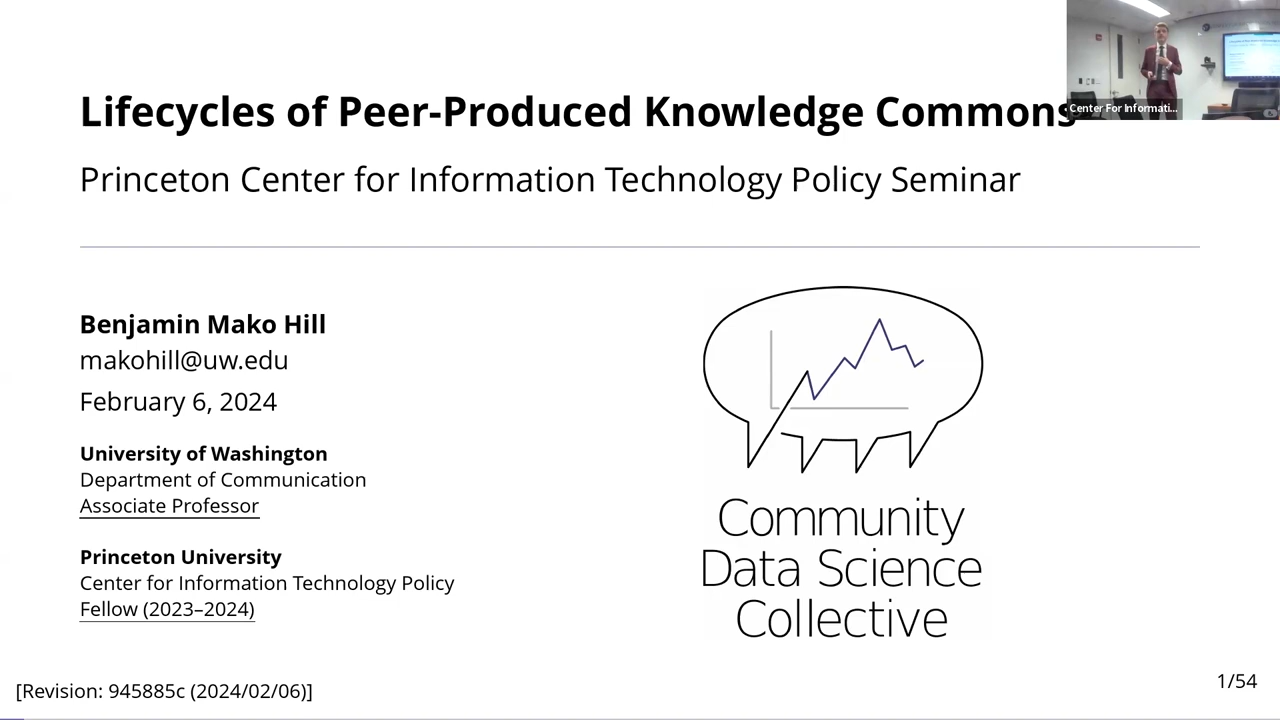 Lifecycles of Peer-Produced Knowledge Commons
Princeton Center for Information Technology Policy Seminar
Center For Informati...
Benjamin Mako Hill
makohill@uw.edu
February 6, 2024
University of Washington
Department of Communication
Associate Professor
Princeton University
Center for Information Technology Policy
Fellow (2023–2024)
Community
Data Science
Collective
[Revision: 945885c (2024/02/06)]
1/54